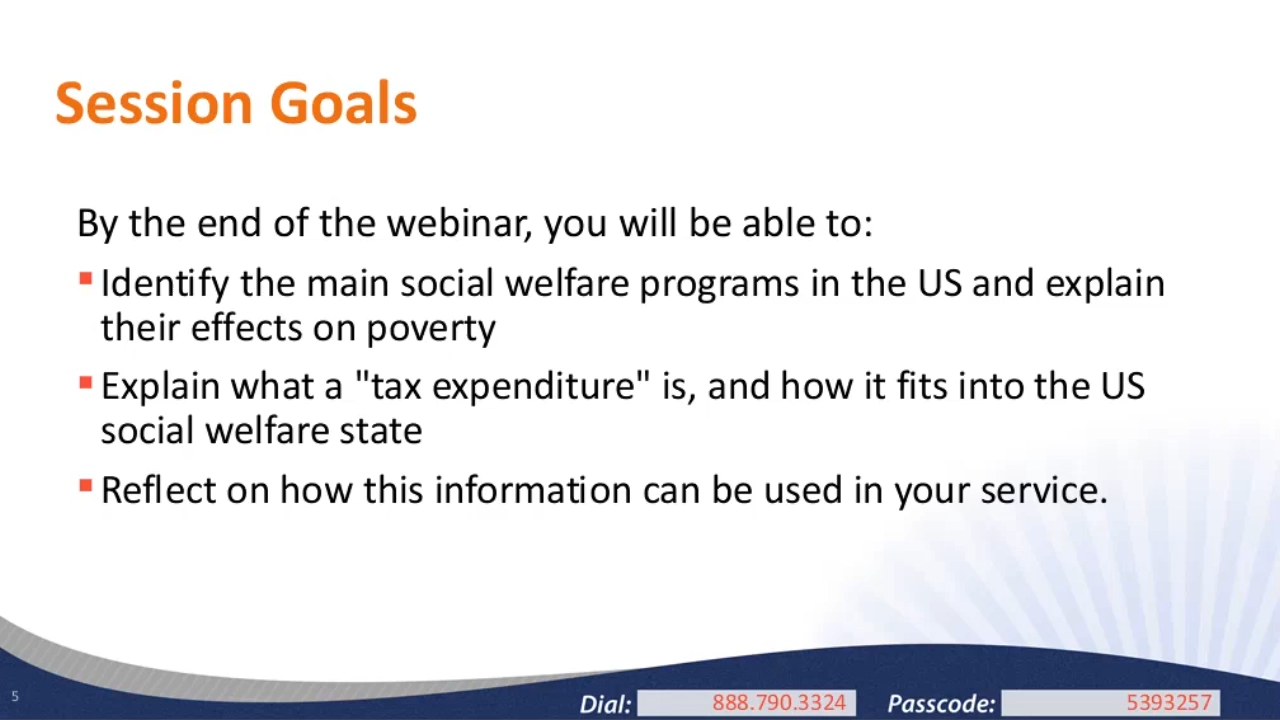 Session Goals
By the end of the webinar, you will be able to:
Identify the main social welfare programs in the US and explain
their effects on poverty
Explain what a "tax expenditure" is, and how it fits into the US
social welfare state
Reflect on how this information can be used in your service.
5
Dial: 888.790.3324 Passcode: 5393257